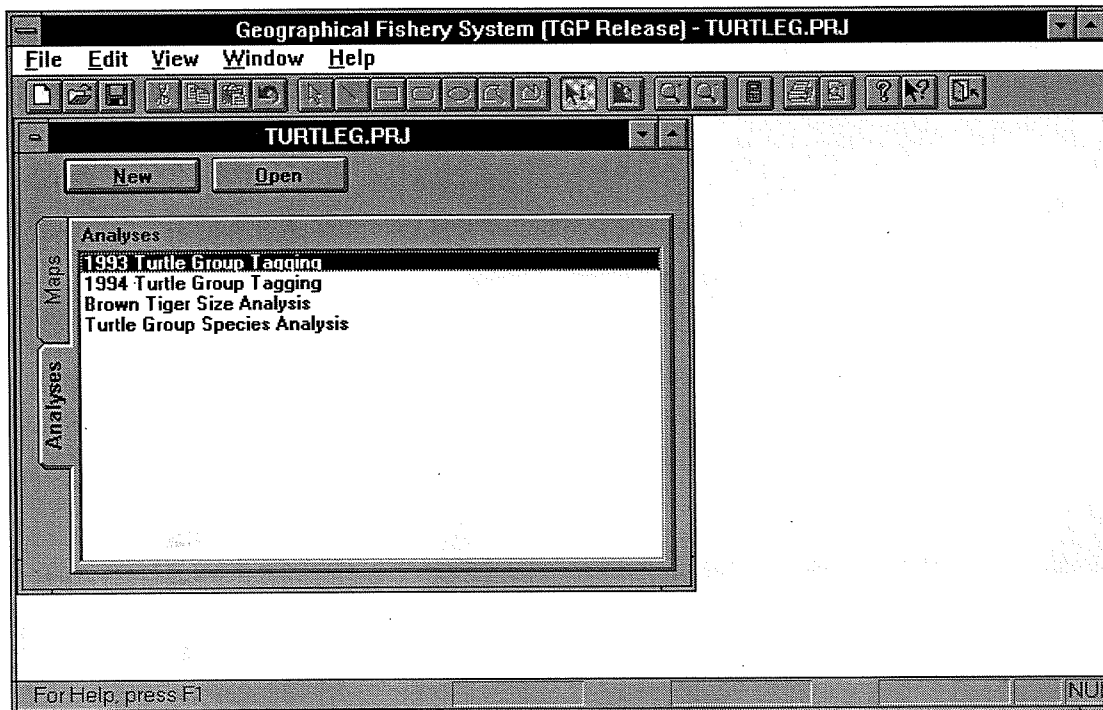 Geographical Fishery System (TGP Release) - TURTLEG.PRJ
File Edit View Window Help
TURTLEG.PRJ
New Open
Maps
Analyses
Analyses
1993 Turtle Group Tagging
1994 Turtle Group Tagging
Brown Tiger Size Analysis
Turtle Group Species Analysis
For Help, press F1
NUM